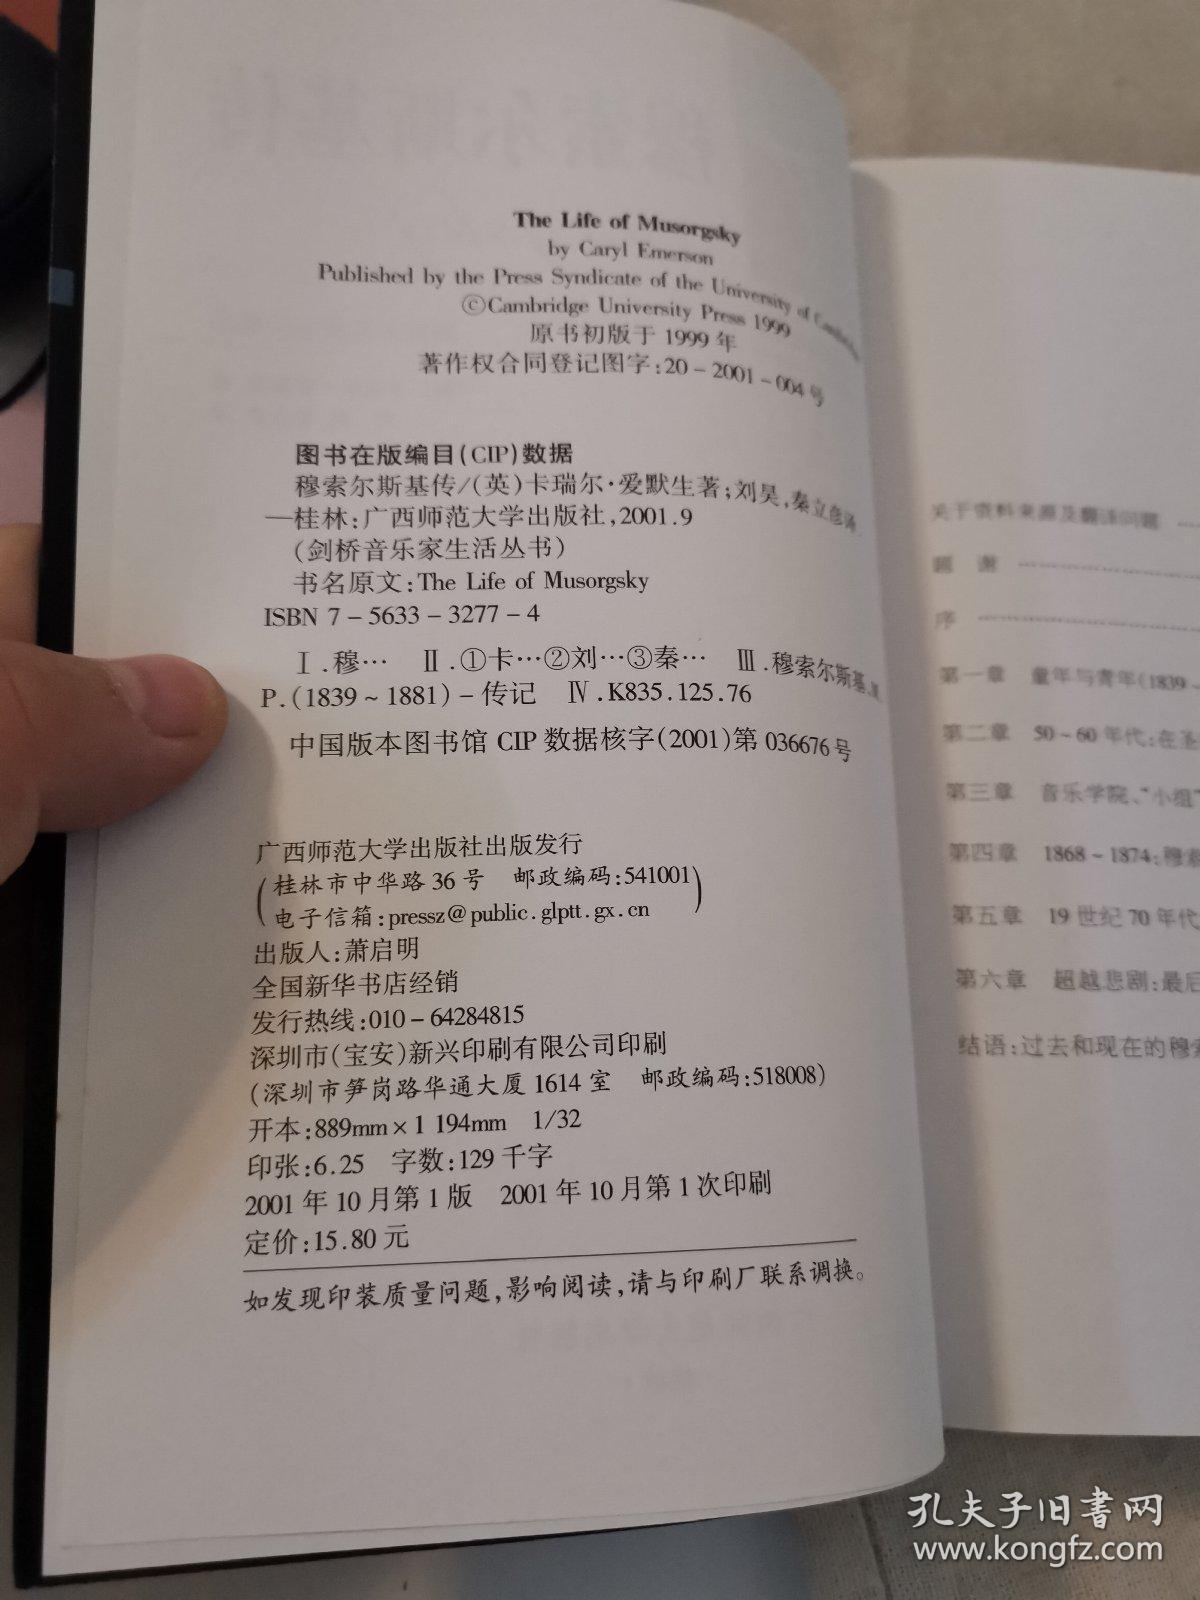 The Life of Musorgsky
by Caryl Emerson
Published by the Press Syndicate of the University of Cambridge
©Cambridge University Press 1999
原书初版于 1999 年
著作权合同登记图字:20-2001-004 号
图书在版编目(CIP)数据
穆索尔斯基传/(英)卡瑞尔·爱默生著;刘昊,秦立彦译.
—桂林:广西师范大学出版社,2001.9
(剑桥音乐家生活丛书)
书名原文:The Life of Musorgsky
ISBN 7-5633-3277-4
Ⅰ.穆… Ⅱ.①卡…②刘…③秦… Ⅲ.穆索尔斯基,M.
P.(1839~1881)-传记 Ⅳ.K835.125.76
中国版本图书馆 CIP 数据核字(2001)第 036676 号
广西师范大学出版社出版发行
(桂林市中华路 36 号 邮政编码:541001
电子信箱:pressz@public.glptt.gx.cn)
出版人:萧启明
全国新华书店经销
发行热线:010-64284815
深圳市(宝安)新兴印刷有限公司印刷
(深圳市笋岗路华通大厦 1614 室 邮政编码:518008)
开本:889mm×1 194mm 1/32
印张:6.25 字数:129 千字
2001 年 10 月第 1 版 2001 年 10 月第 1 次印刷
定价:15.80 元
如发现印装质量问题,影响阅读,请与印刷厂联系调换。
关于资料来源及翻译问题 ……
题 谢 ……
序 ……
第一章 童年与青年(1839~
第二章 50~60 年代:在圣
第三章 音乐学院、“小组”
第四章 1868~1874:穆索
第五章 19 世纪 70 年代
第六章 超越悲剧:最后
结语:过去和现在的穆索
孔夫子旧书网
www.kongfz.com